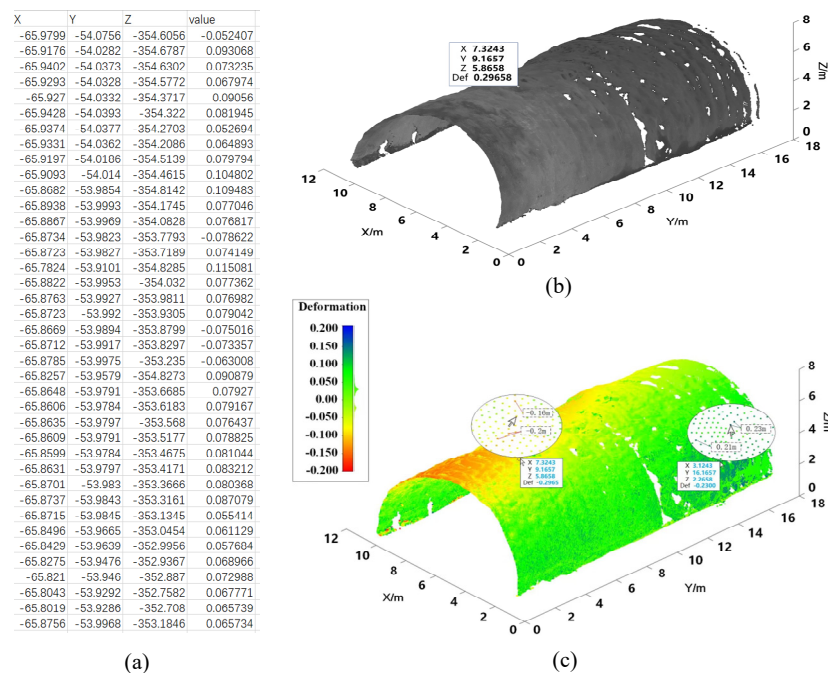 X Y Z value
-65.9799 -54.0756 -354.6056 -0.052407
-65.9176 -54.0282 -354.6787 0.093068
-65.9402 -54.0373 -354.6302 0.073235
-65.9293 -54.0328 -354.5772 0.067974
-65.927 -54.0332 -354.3717 0.09056
-65.9428 -54.0393 -354.322 0.081945
-65.9374 -54.0377 -354.2703 0.052694
-65.9331 -54.0362 -354.2086 0.064893
-65.9197 -54.0106 -354.5139 0.079794
-65.9093 -54.014 -354.4615 0.104802
-65.8682 -53.9854 -354.8142 0.109483
-65.8938 -53.9993 -354.1745 0.077046
-65.8867 -53.9969 -354.0828 0.076817
-65.8734 -53.9823 -353.7793 -0.078622
-65.8723 -53.9827 -353.7189 0.074149
-65.7824 -53.9101 -354.8285 0.115081
-65.8822 -53.9953 -354.032 0.077362
-65.8763 -53.9927 -353.9811 0.076982
-65.8723 -53.992 -353.9305 0.079042
-65.8669 -53.9894 -353.8799 -0.075016
-65.8712 -53.9917 -353.8297 -0.073357
-65.8785 -53.9975 -353.235 -0.063008
-65.8257 -53.9579 -354.8273 0.090879
-65.8648 -53.9791 -353.6685 0.07927
-65.8606 -53.9784 -353.6183 0.079167
-65.8635 -53.9797 -353.568 0.076437
-65.8609 -53.9791 -353.5177 0.078825
-65.8599 -53.9784 -353.4675 0.081044
-65.8631 -53.9797 -353.4171 0.083212
-65.8701 -53.983 -353.3666 0.080368
-65.8737 -53.9843 -353.3161 0.087079
-65.8715 -53.9845 -353.1345 0.055414
-65.8496 -53.9665 -353.0454 0.061129
-65.8429 -53.9639 -352.9956 0.057684
-65.8275 -53.9476 -352.9367 0.068966
-65.821 -53.946 -352.887 0.072988
-65.8043 -53.9292 -352.7582 0.067771
-65.8019 -53.9286 -352.708 0.065739
-65.8756 -53.9968 -353.1846 0.065734
(a)
X 7.3243
Y 9.1657
Z 5.8658
Def 0.29658
8
6
4
2
0
Z/m
18
16
14
12
10
8
6
4
2
0
Y/m
12
10
8
6
4
2
0
X/m
(b)
Deformation
0.200
0.150
0.100
0.050
0.00
-0.050
-0.100
-0.150
-0.200
-0.10m
-0.2m
X 7.3243
Y 9.1657
Z 5.8658
Def -0.2965
0.23m
0.21m
X 3.1243
Y 16.1657
Z 2.2658
Def -0.2300
8
6
4
2
0
Z/m
18
16
14
12
10
8
6
4
2
0
Y/m
12
10
8
6
4
2
0
X/m
(c)